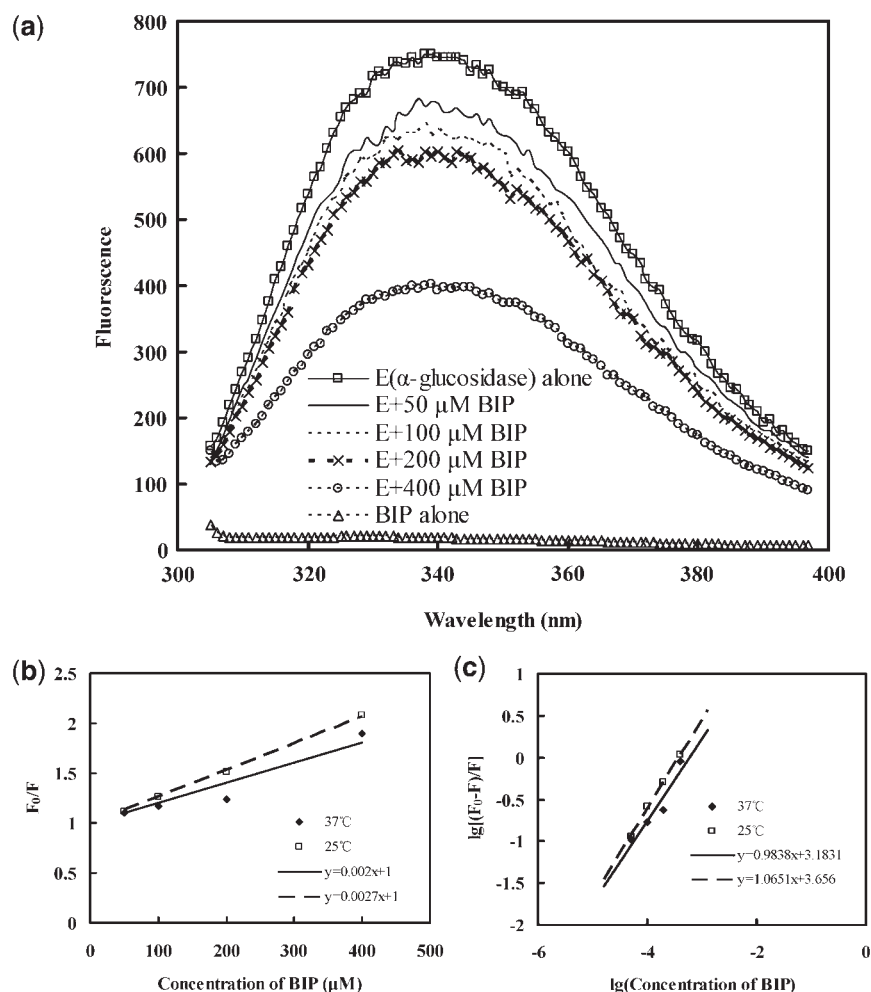 (a)
800
700
600
500
400
300
200
100
0
Fluorescence
E(α-glucosidase) alone
E+50 μM BIP
E+100 μM BIP
E+200 μM BIP
E+400 μM BIP
BIP alone
300 320 340 360 380 400
Wavelength (nm)
(b)
2.5
2
1.5
1
0.5
0
F₀/F
37℃
25℃
y=0.002x+1
y=0.0027x+1
0 100 200 300 400 500
Concentration of BIP (μM)
(c)
1
0.5
0
-0.5
-1
-1.5
-2
lg[(F₀-F)/F]
37℃
25℃
y=0.9838x+3.1831
y=1.0651x+3.656
-6 -4 -2 0
lg(Concentration of BIP)